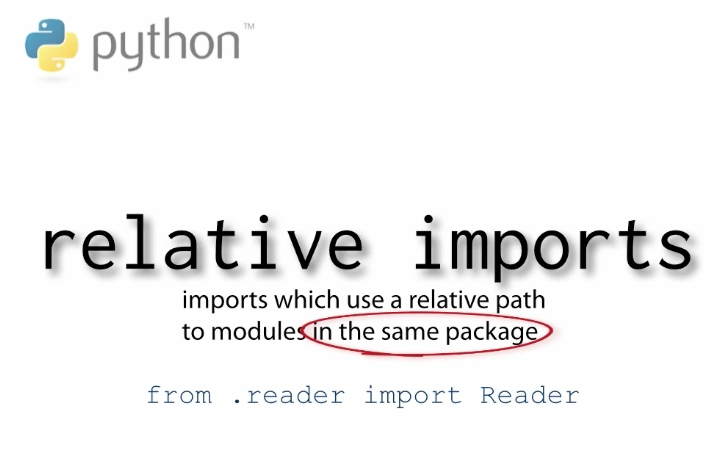 python™
relative imports
imports which use a relative path
to modules in the same package
from .reader import Reader